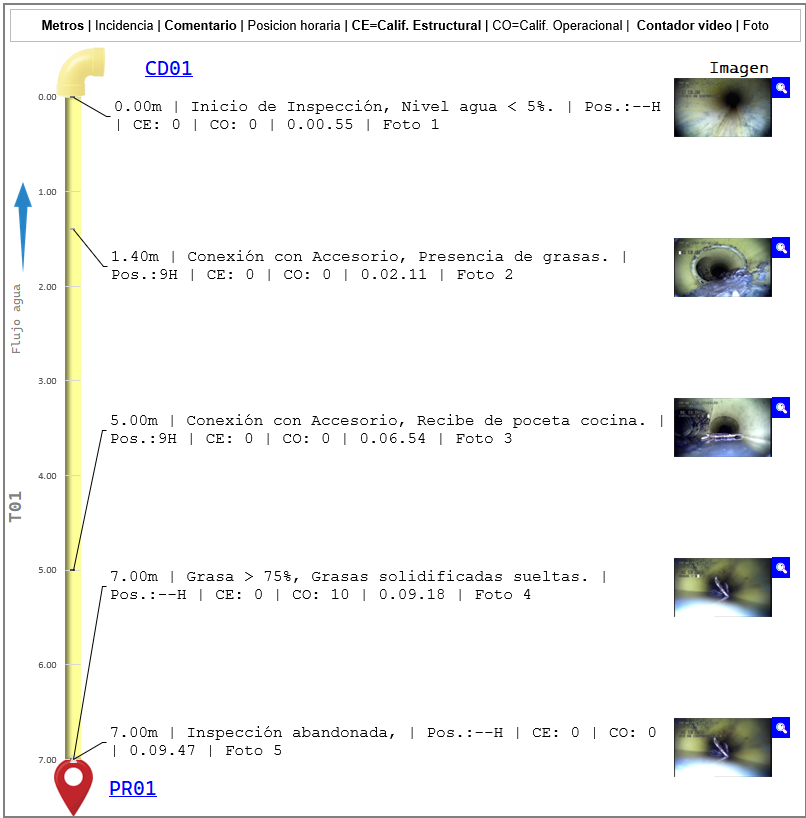 Metros | Incidencia | Comentario | Posicion horaria | CE=Calif. Estructural | CO=Calif. Operacional | Contador video | Foto
CD01
Imagen
0.00
0.00m | Inicio de Inspección, Nivel agua < 5%. | Pos.:--H
| CE: 0 | CO: 0 | 0.00.55 | Foto 1
1.00
1.40m | Conexión con Accesorio, Presencia de grasas. |
Pos.:9H | CE: 0 | CO: 0 | 0.02.11 | Foto 2
2.00
Flujo agua
3.00
5.00m | Conexión con Accesorio, Recibe de poceta cocina. |
Pos.:9H | CE: 0 | CO: 0 | 0.06.54 | Foto 3
4.00
T01
5.00
7.00m | Grasa > 75%, Grasas solidificadas sueltas. |
Pos.:--H | CE: 0 | CO: 10 | 0.09.18 | Foto 4
6.00
7.00m | Inspección abandonada, | Pos.:--H | CE: 0 | CO: 0
| 0.09.47 | Foto 5
7.00
PR01